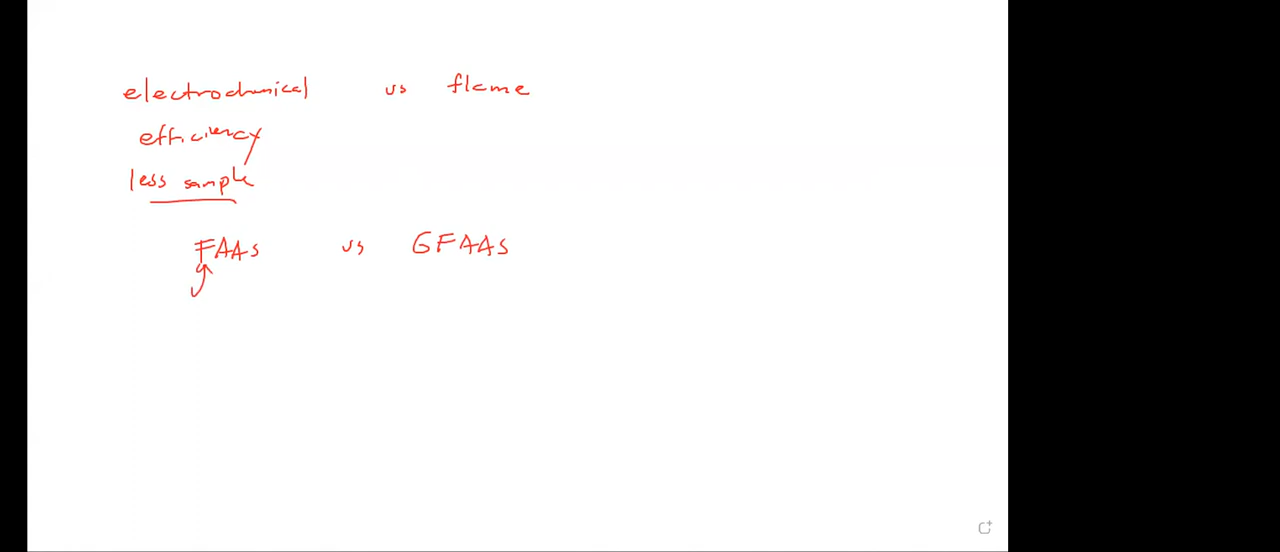 electrochemical vs flame
efficiency
less sample
FAAS vs GFAAS